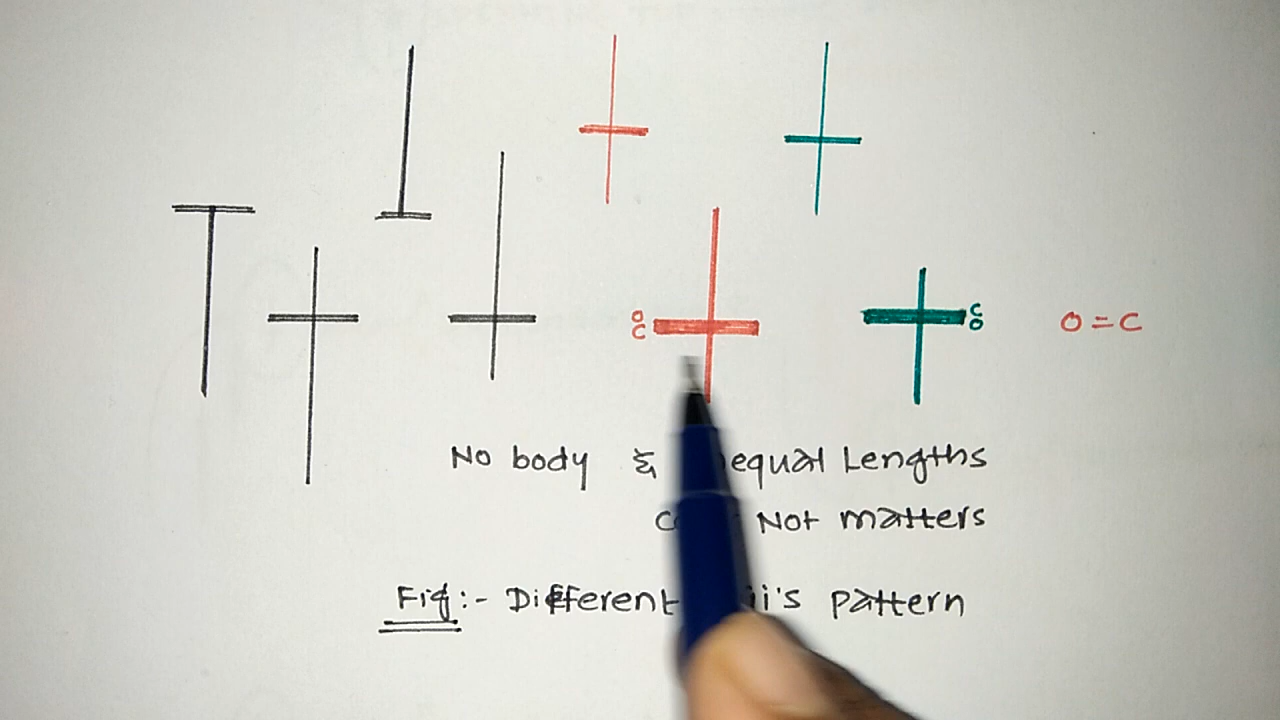 O
C
C
O
O = C
No body & equal Lengths
Not matters
Fig:- Different pattern